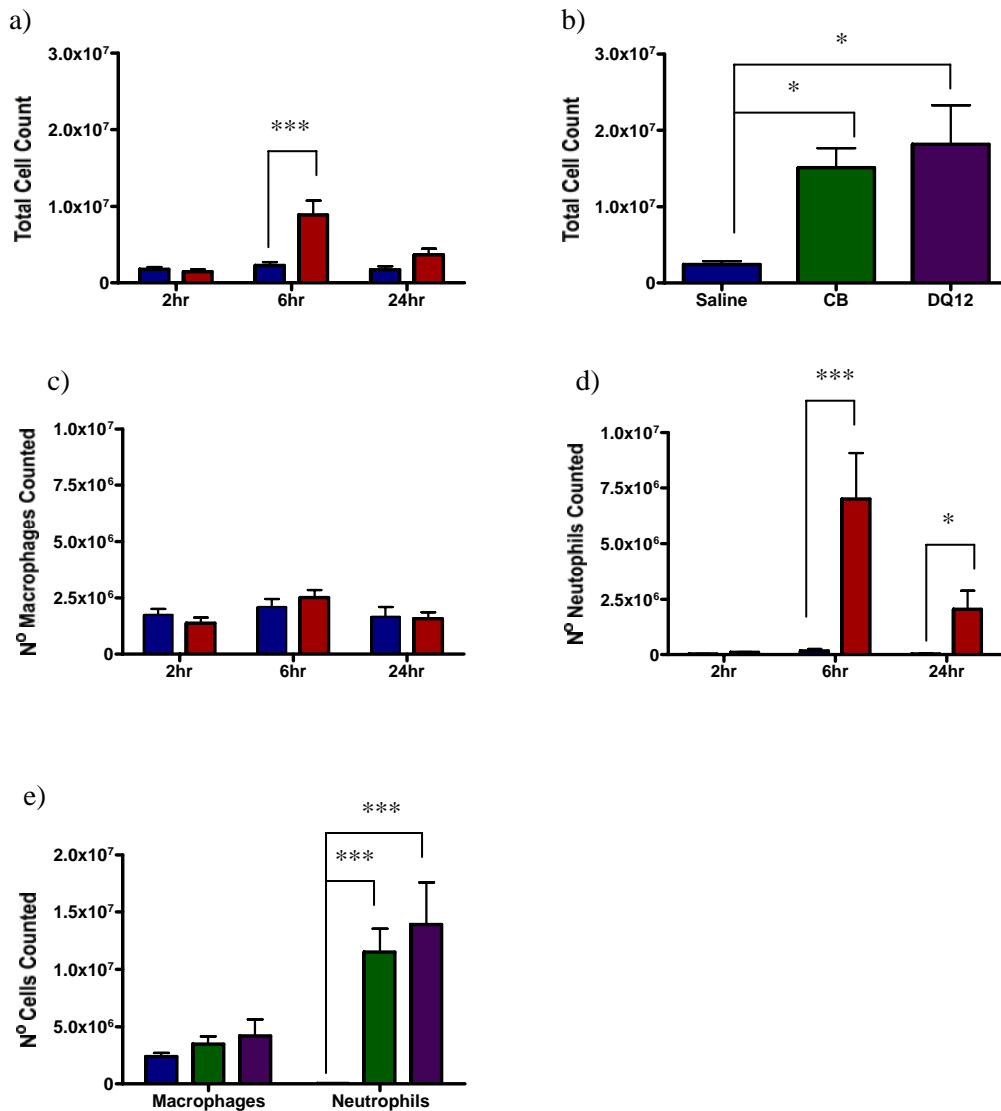 a)
Total Cell Count
3.0x10⁷
2.0x10⁷
1.0x10⁷
0
***
2hr 6hr 24hr
b)
Total Cell Count
3.0x10⁷
2.0x10⁷
1.0x10⁷
0
*
*
Saline CB DQ12
c)
Nº Macrophages Counted
1.0x10⁷
7.5x10⁶
5.0x10⁶
2.5x10⁶
0
2hr 6hr 24hr
d)
Nº Neutophils Counted
1.0x10⁷
7.5x10⁶
5.0x10⁶
2.5x10⁶
0
***
*
2hr 6hr 24hr
e)
Nº Cells Counted
2.0x10⁷
1.5x10⁷
1.0x10⁷
5.0x10⁶
0
***
***
Macrophages Neutrophils